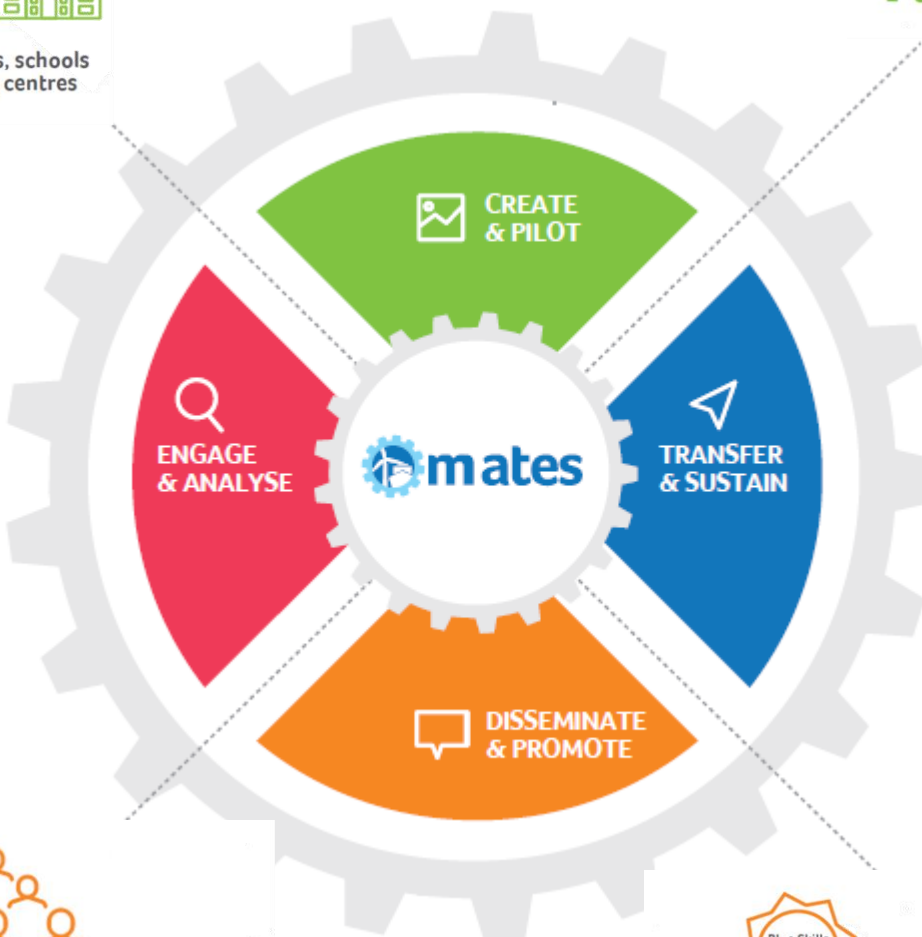 s, schools
centres
CREATE
& PILOT
ENGAGE
& ANALYSE
mates
TRANSFER
& SUSTAIN
DISSEMINATE
& PROMOTE